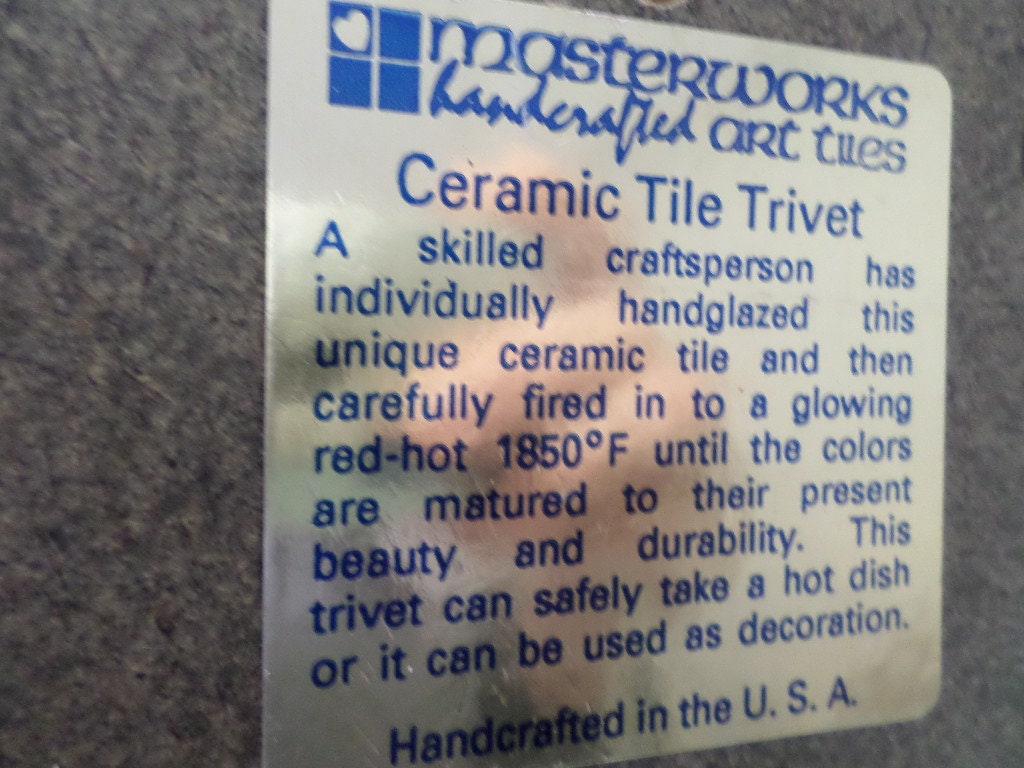 masterworks
handcrafted art tiles
Ceramic Tile Trivet
A skilled craftsperson has
individually handglazed this
unique ceramic tile and then
carefully fired in to a glowing
red-hot 1850°F until the colors
are matured to their present
beauty and durability. This
trivet can safely take a hot dish
or it can be used as decoration.
Handcrafted in the U. S. A.